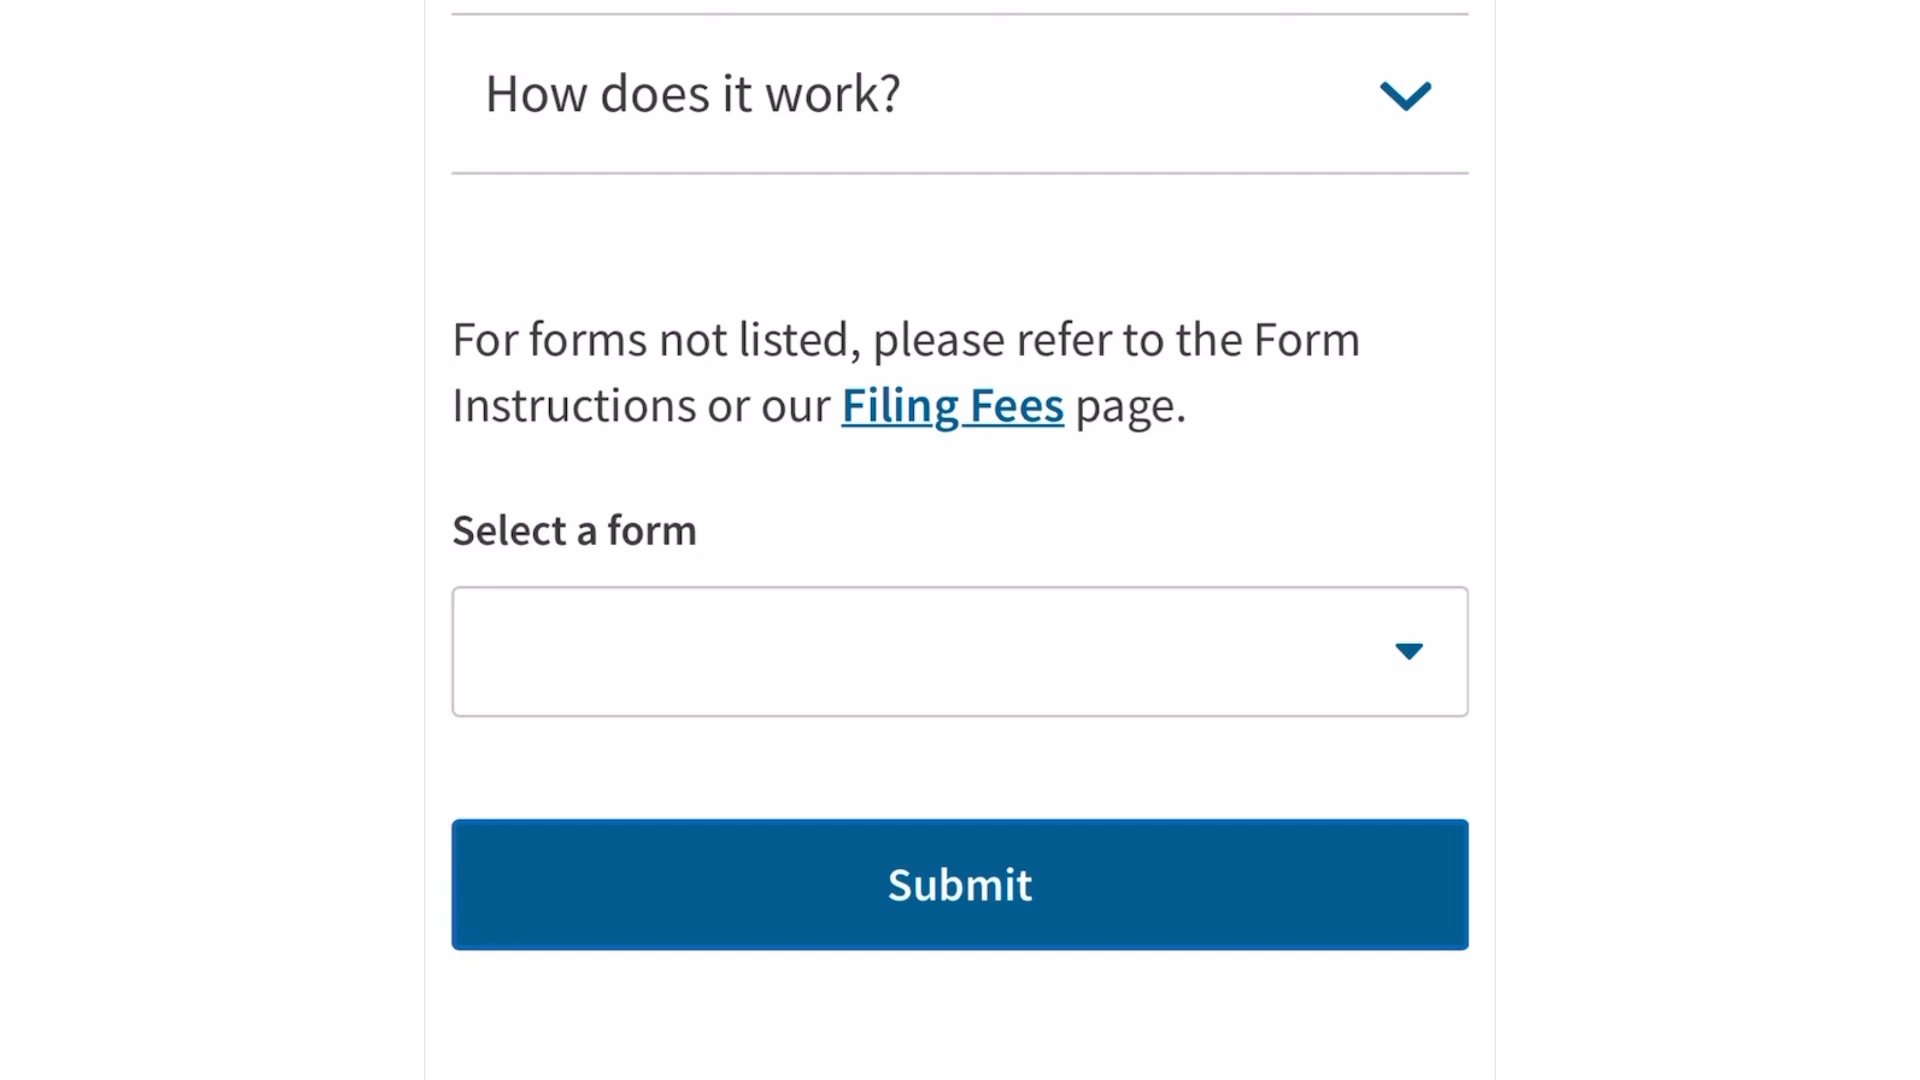 How does it work?
For forms not listed, please refer to the Form
Instructions or our Filing Fees page.
Select a form
Submit